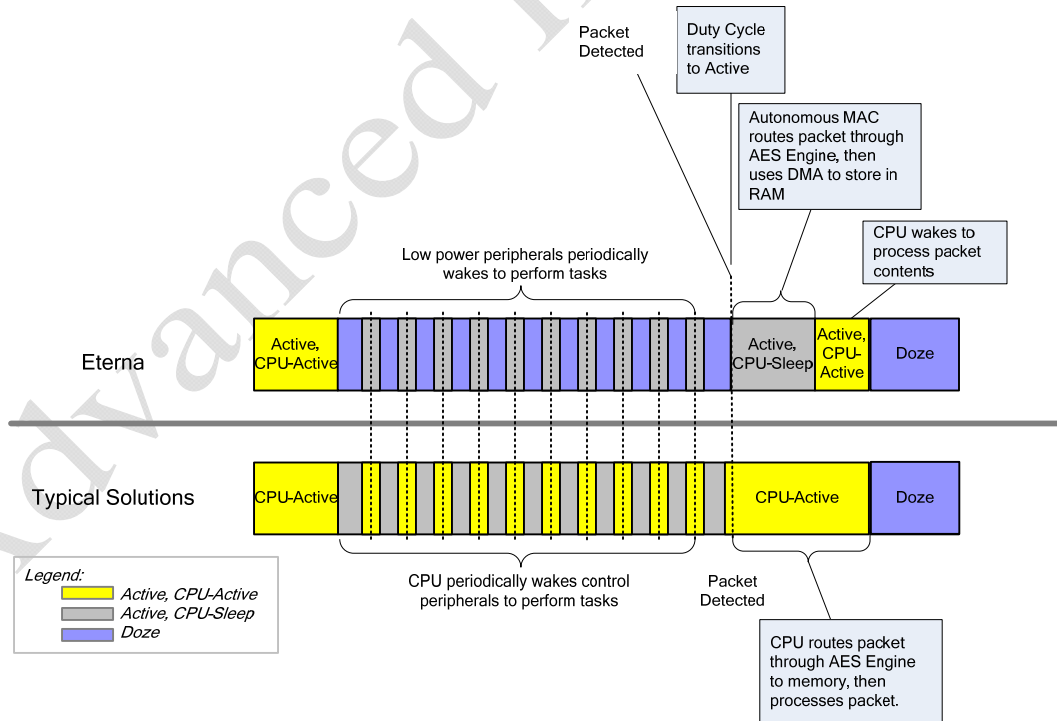 Advanced
Packet
Detected
Duty Cycle
transitions
to Active
Autonomous MAC
routes packet through
AES Engine, then
uses DMA to store in
RAM
CPU wakes to
process packet
contents
Low power peripherals periodically
wakes to perform tasks
Eterna
Active,
CPU-Active
Active,
CPU-Sleep
Active,
CPU-
Active
Doze
Typical Solutions
CPU-Active
CPU-Active
Doze
CPU periodically wakes control
peripherals to perform tasks
Packet
Detected
Legend:
Active, CPU-Active
Active, CPU-Sleep
Doze
CPU routes packet
through AES Engine
to memory, then
processes packet.